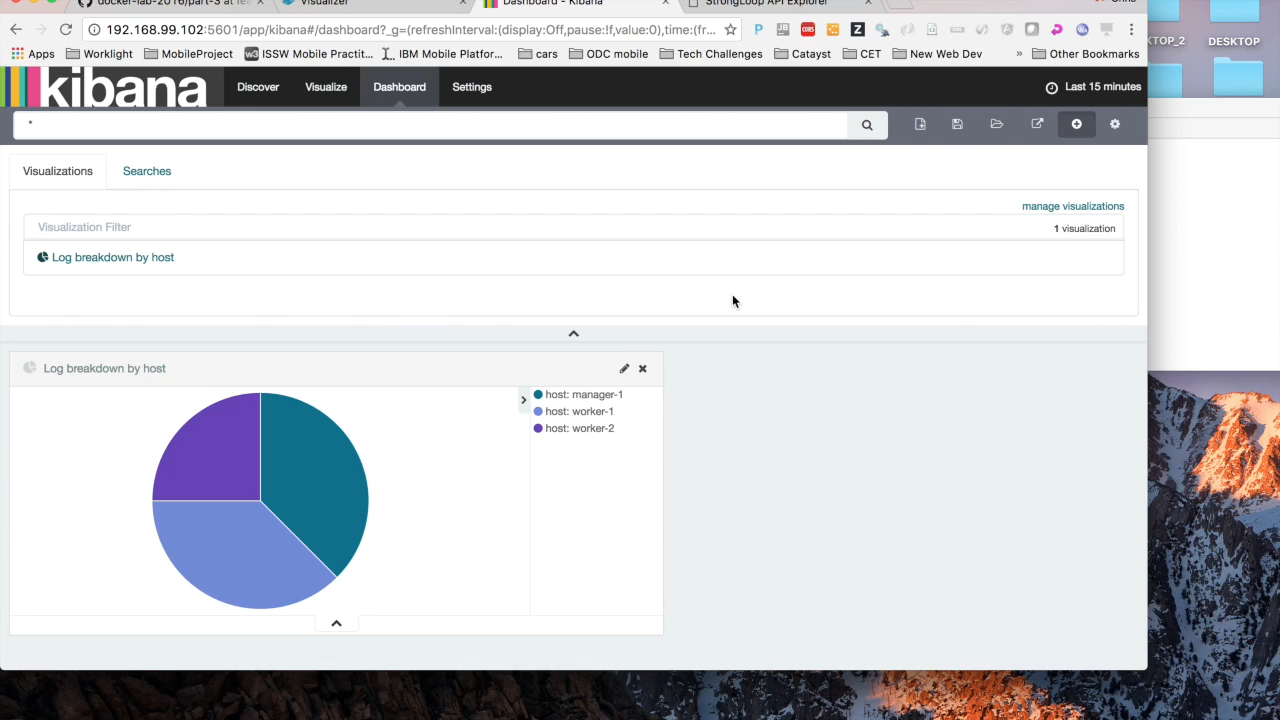 docker-lab-2016/part-3 at
Visualizer
Dashboard - Kibana
StrongLoop API Explorer
192.168.99.102:5601/app/kibana#/dashboard?_g=(refreshInterval:(display:Off,pause:!f,value:0),time:(fr...
Apps
Worklight
MobileProject
w3
ISSW Mobile Practit...
IBM Mobile Platfor...
cars
ODC mobile
Tech Challenges
Catayst
CET
New Web Dev
»
Other Bookmarks
KTOP_2
DESKTOP
kibana
Discover
Visualize
Dashboard
Settings
Last 15 minutes
*
Visualizations
Searches
manage visualizations
Visualization Filter
1 visualization
Log breakdown by host
Log breakdown by host
host: manager-1
host: worker-1
host: worker-2